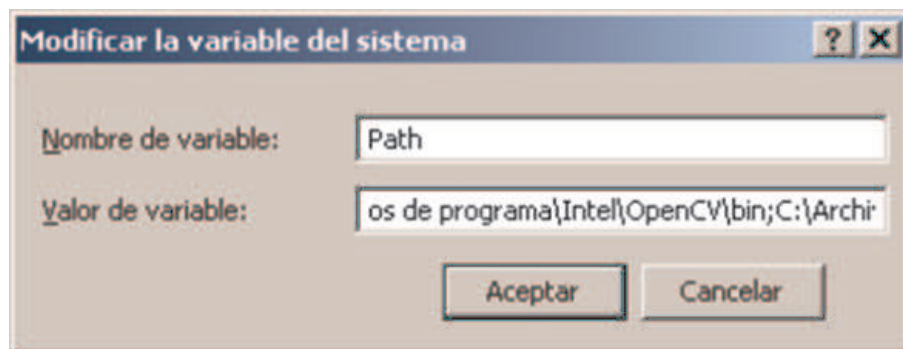 Modificar la variable del sistema
Nombre de variable:
Path
Valor de variable:
os de programa\Intel\OpenCV\bin;C:\Archi
Aceptar
Cancelar